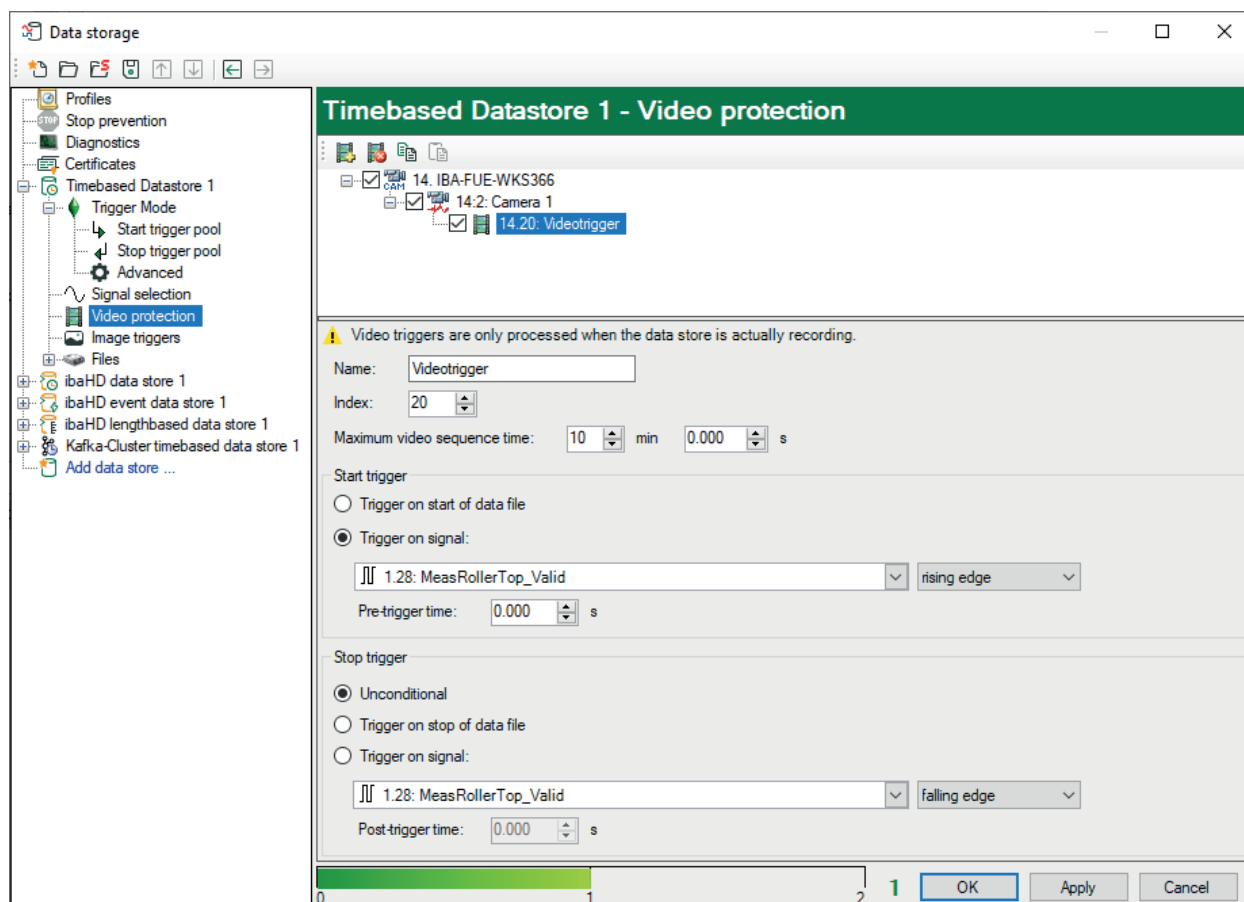 Data storage
Profiles
STOP Stop prevention
Diagnostics
Certificates
Timebased Datastore 1
Trigger Mode
Start trigger pool
Stop trigger pool
Advanced
Signal selection
Video protection
Image triggers
Files
ibaHD data store 1
ibaHD event data store 1
ibaHD lengthbased data store 1
Kafka-Cluster timebased data store 1
Add data store ...
Timebased Datastore 1 - Video protection
CAM 14. IBA-FUE-WKS366
14:2: Camera 1
14.20: Videotrigger
Video triggers are only processed when the data store is actually recording.
Name: Videotrigger
Index: 20
Maximum video sequence time: 10 min 0.000 s
Start trigger
Trigger on start of data file
Trigger on signal:
1.28: MeasRollerTop_Valid rising edge
Pre-trigger time: 0.000 s
Stop trigger
Unconditional
Trigger on stop of data file
Trigger on signal:
1.28: MeasRollerTop_Valid falling edge
Post-trigger time: 0.000 s
0 1 2 1 OK Apply Cancel